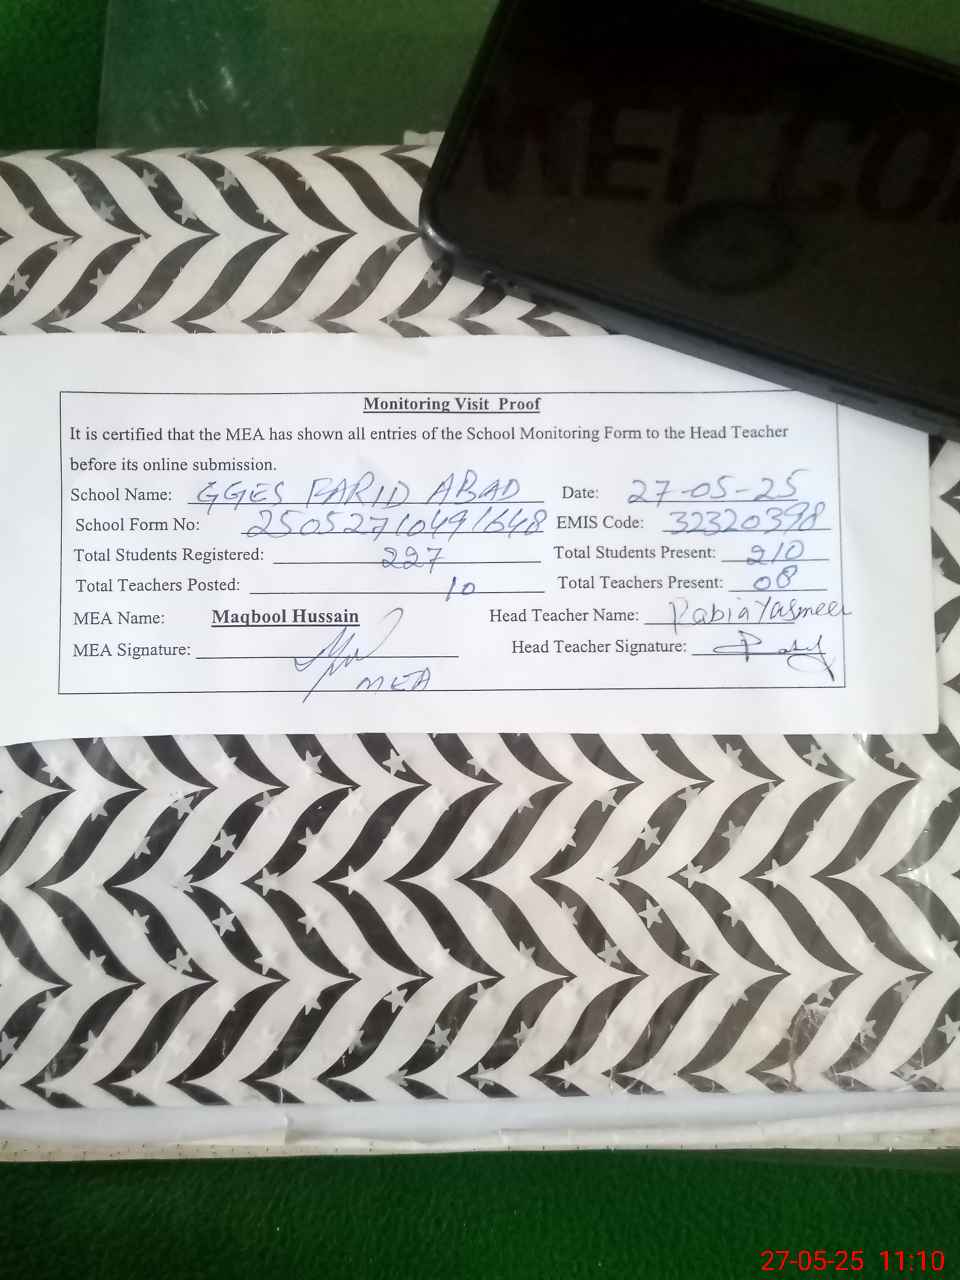 WELCO
Monitoring Visit Proof
It is certified that the MEA has shown all entries of the School Monitoring Form to the Head Teacher
before its online submission.
School Name: GGES FARID ABAD Date: 27-05-25
School Form No: 25052710491648 EMIS Code: 32320398
Total Students Registered: 227 Total Students Present: 210
Total Teachers Posted: 10 Total Teachers Present: 08
MEA Name: Maqbool Hussain Head Teacher Name: Rabia Yasmeen
MEA Signature: Head Teacher Signature:
MEA
27-05-25 11:10